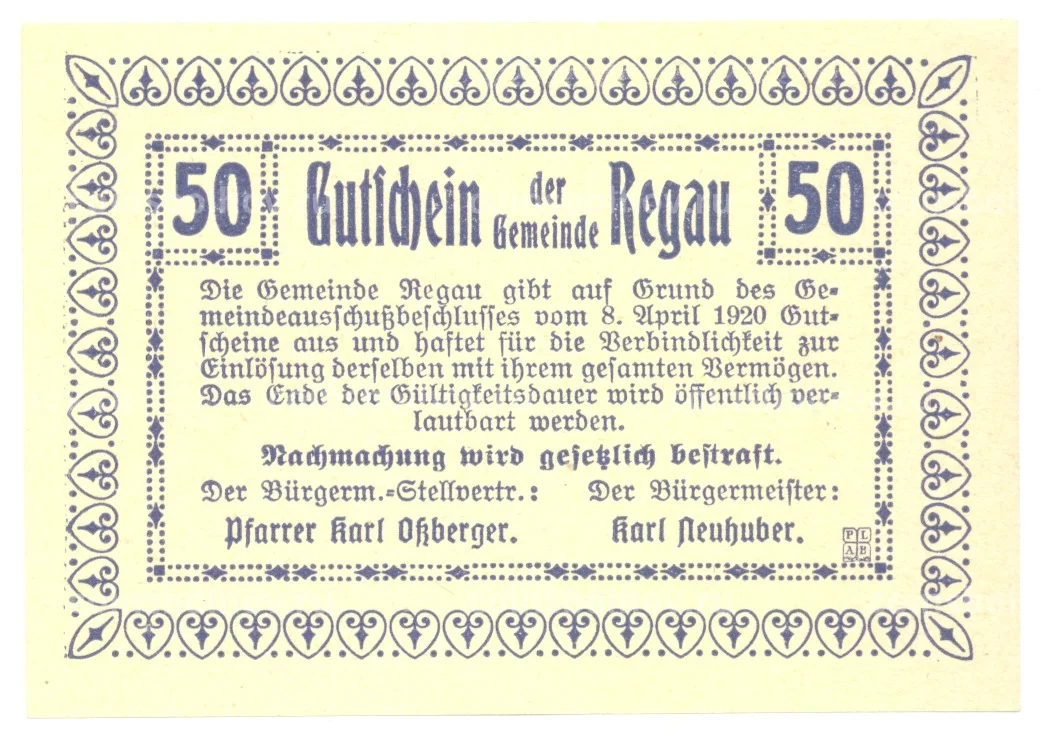 50 Gutschein der Gemeinde Regau 50
Die Gemeinde Regau gibt auf Grund des Ge-
meindeausschußbeschlusses vom 8. April 1920 Gut-
scheine aus und haftet für die Verbindlichkeit zur
Einlösung derselben mit ihrem gesamten Vermögen.
Das Ende der Gültigkeitsdauer wird öffentlich ver-
lautbart werden.
Nachmachung wird gesetzlich bestraft.
Der Bürgerm.-Stellvertr.: Der Bürgermeister:
Pfarrer Karl Oßberger. Karl Neuhuber.
PL
AB